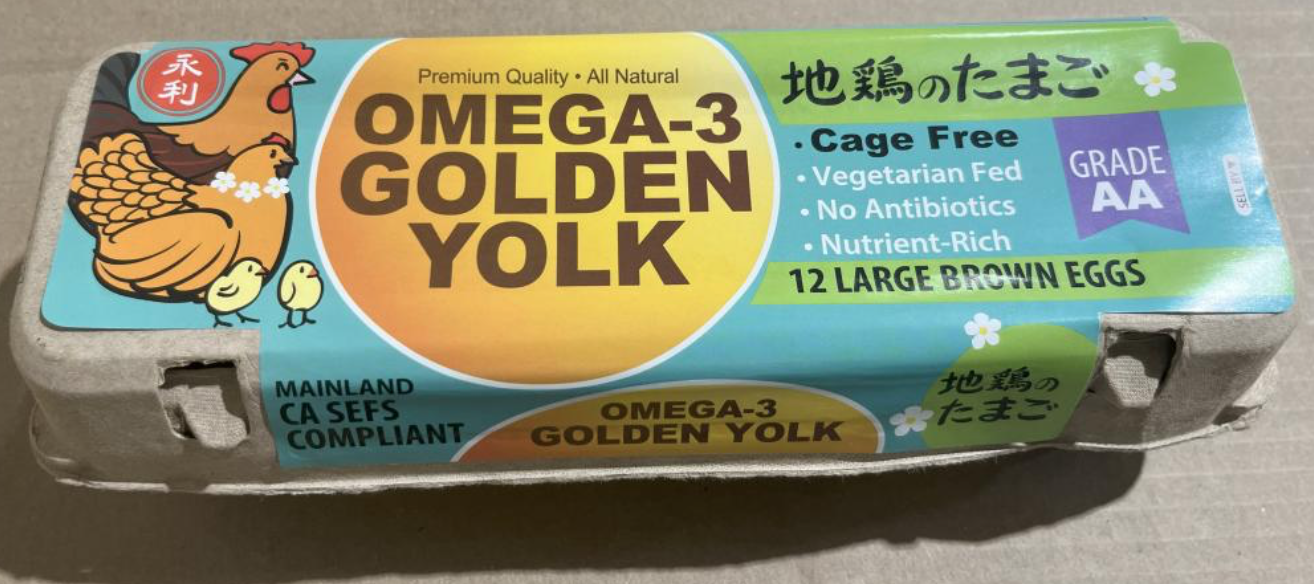 永
利
Premium Quality • All Natural
OMEGA-3
GOLDEN
YOLK
地鶏のたまご
• Cage Free
• Vegetarian Fed
• No Antibiotics
• Nutrient-Rich
GRADE
AA
SELL BY
12 LARGE BROWN EGGS
MAINLAND
CA SEFS
COMPLIANT
OMEGA-3
GOLDEN YOLK
地鶏の
たまご